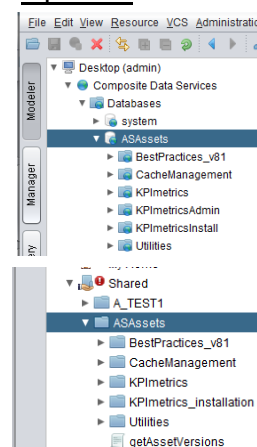 File Edit View Resource VCS Administratio
Modeler
Manager
Desktop (admin)
Composite Data Services
Databases
system
ASAssets
BestPractices_v81
CacheManagement
KPImetrics
KPImetricsAdmin
KPImetricsInstall
Utilities
Shared
A_TEST1
ASAssets
BestPractices_v81
CacheManagement
KPImetrics
KPImetrics_installation
Utilities
getAssetVersions